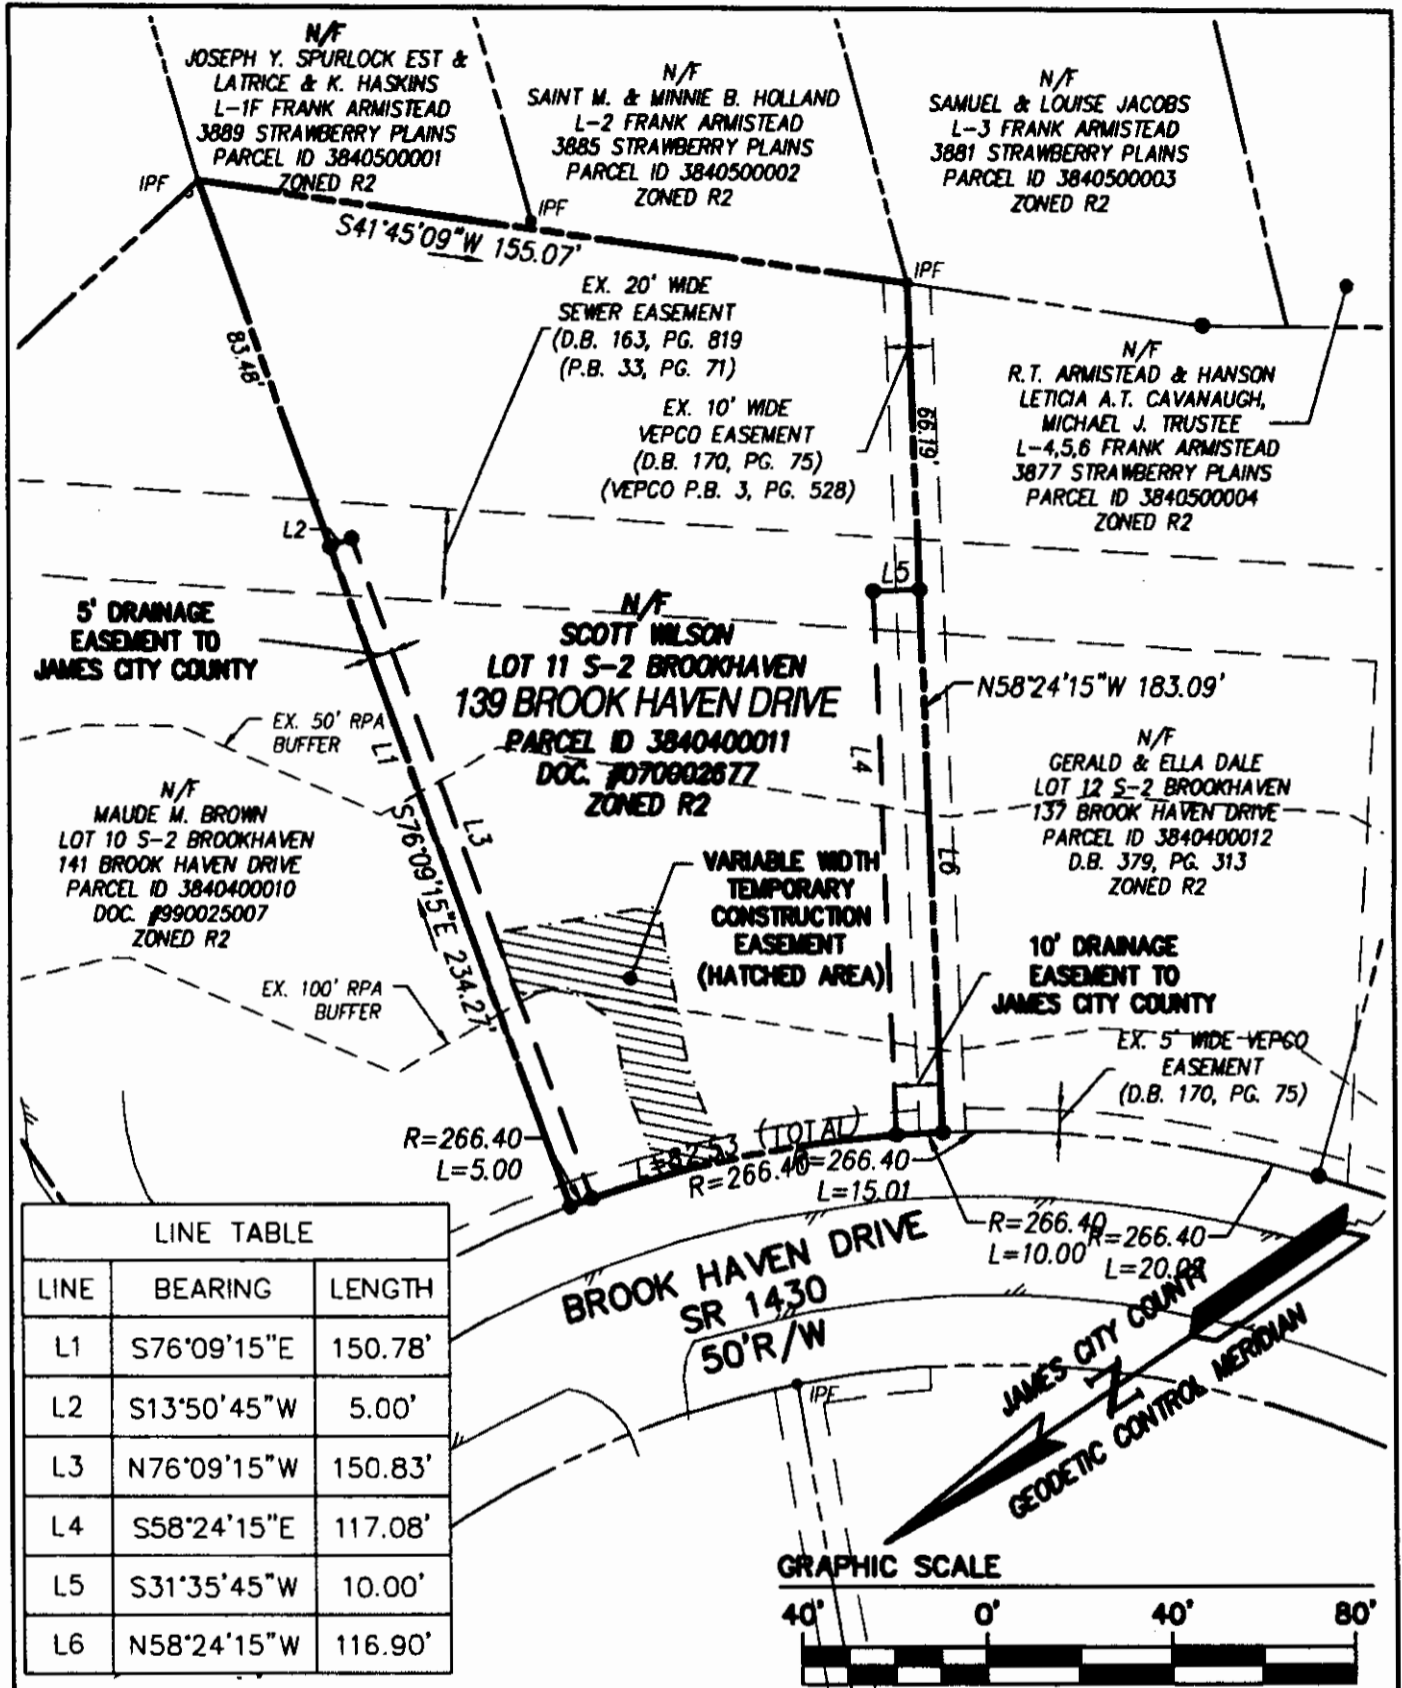 N/F
JOSEPH Y. SPURLOCK EST &
LATRICE & K. HASKINS
L-1F FRANK ARMISTEAD
3889 STRAWBERRY PLAINS
PARCEL ID 3840500001
ZONED R2
N/F
SAINT M. & MINNIE B. HOLLAND
L-2 FRANK ARMISTEAD
3885 STRAWBERRY PLAINS
PARCEL ID 3840500002
ZONED R2
N/F
SAMUEL & LOUISE JACOBS
L-3 FRANK ARMISTEAD
3881 STRAWBERRY PLAINS
PARCEL ID 3840500003
ZONED R2
IPF
IPF
IPF
S41°45'09"W 155.07'
EX. 20' WIDE
SEWER EASEMENT
(D.B. 163, PG. 819
(P.B. 33, PG. 71)
EX. 10' WIDE
VEPCO EASEMENT
(D.B. 170, PG. 75)
(VEPCO P.B. 3, PG. 528)
N/F
R.T. ARMISTEAD & HANSON
LETICIA A.T. CAVANAUGH,
MICHAEL J. TRUSTEE
L-4,5,6 FRANK ARMISTEAD
3877 STRAWBERRY PLAINS
PARCEL ID 3840500004
ZONED R2
83.48'
66.19'
L2
L5
5' DRAINAGE
EASEMENT TO
JAMES CITY COUNTY
N/F
SCOTT WILSON
LOT 11 S-2 BROOKHAVEN
139 BROOK HAVEN DRIVE
PARCEL ID 3840400011
DOC. #070002677
ZONED R2
N58°24'15"W 183.09'
EX. 50' RPA
BUFFER
L1
L4
L3
L6
S76°09'15"E 234.27'
N/F
MAUDE M. BROWN
LOT 10 S-2 BROOKHAVEN
141 BROOK HAVEN DRIVE
PARCEL ID 3840400010
DOC. #990025007
ZONED R2
N/F
GERALD & ELLA DALE
LOT 12 S-2 BROOKHAVEN
137 BROOK HAVEN DRIVE
PARCEL ID 3840400012
D.B. 379, PG. 313
ZONED R2
VARIABLE WIDTH
TEMPORARY
CONSTRUCTION
EASEMENT
(HATCHED AREA)
10' DRAINAGE
EASEMENT TO
JAMES CITY COUNTY
EX. 100' RPA
BUFFER
EX. 5' WIDE VEPCO
EASEMENT
(D.B. 170, PG. 75)
R=266.40
L=5.00
L=82.53 (TOTAL)
R=266.40
R=266.40
L=15.01
R=266.40
L=10.00
R=266.40
BROOK HAVEN DRIVE
SR 1430
50'R/W
IPF
LINE TABLE
LINE BEARING LENGTH
L1 S76°09'15"E 150.78'
L2 S13°50'45"W 5.00'
L3 N76°09'15"W 150.83'
L4 S58°24'15"E 117.08'
L5 S31°35'45"W 10.00'
L6 N58°24'15"W 116.90'
JAMES CITY COUNTY
GEODETIC CONTROL MERIDIAN
N
GRAPHIC SCALE
40' 0' 40' 80'